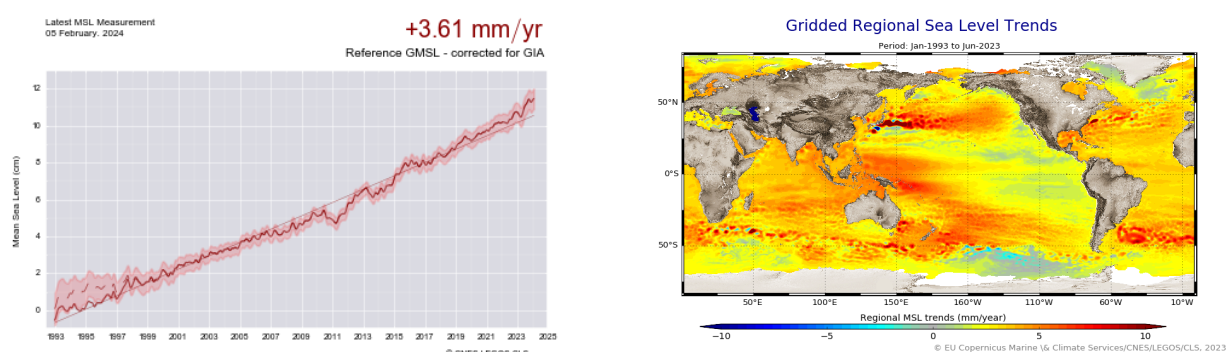 Latest MSL Measurement
05 February. 2024
+3.61 mm/yr
Reference GMSL - corrected for GIA
Mean Sea Level (cm)
12
10
8
6
4
2
0
1993 1995 1997 1999 2001 2003 2005 2007 2009 2011 2013 2015 2017 2019 2021 2023 2025
© CNES/LEGOS/CLS
Gridded Regional Sea Level Trends
Period: Jan-1993 to Jun-2023
50°N
0°S
50°S
50°E 100°E 150°E 160°W 110°W 60°W 10°W
Regional MSL trends (mm/year)
−10 −5 0 5 10
© EU Copernicus Marine \& Climate Services/CNES/LEGOS/CLS, 2023